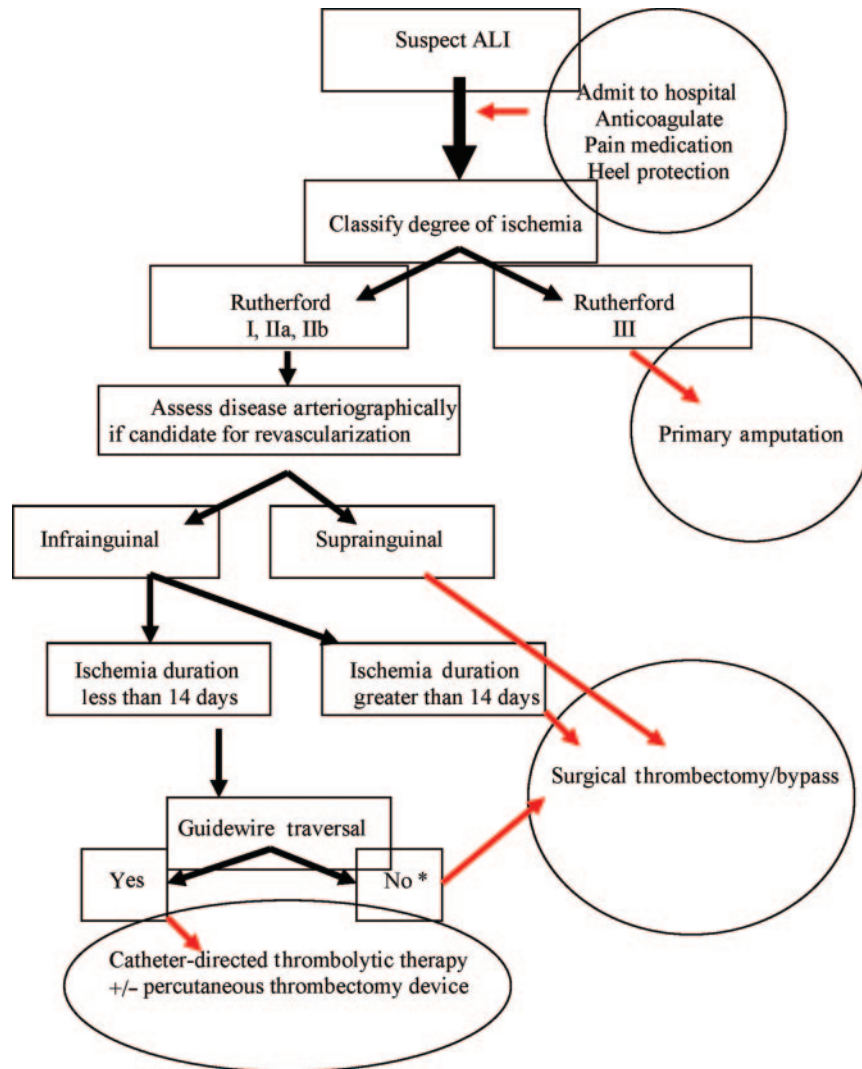 Suspect ALI
Admit to hospital
Anticoagulate
Pain medication
Heel protection
Classify degree of ischemia
Rutherford
I, IIa, IIb
Rutherford
III
Assess disease arteriographically
if candidate for revascularization
Primary amputation
Infrainguinal
Suprainguinal
Ischemia duration
less than 14 days
Ischemia duration
greater than 14 days
Surgical thrombectomy/bypass
Guidewire traversal
Yes
No *
Catheter-directed thrombolytic therapy
+/– percutaneous thrombectomy device